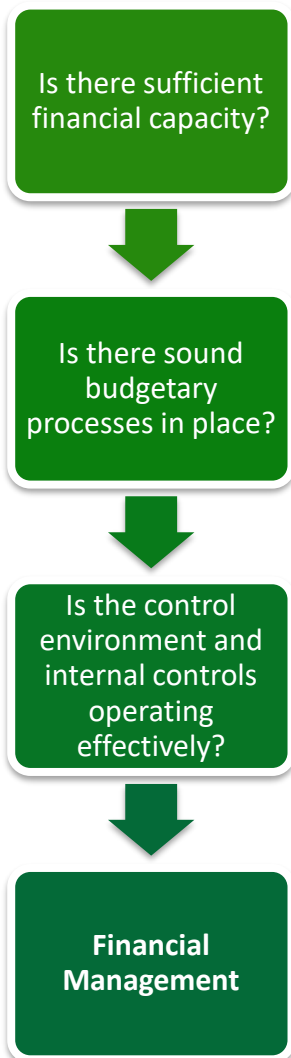 Is there sufficient
financial capacity?
Is there sound
budgetary
processes in place?
Is the control
environment and
internal controls
operating
effectively?
Financial
Management